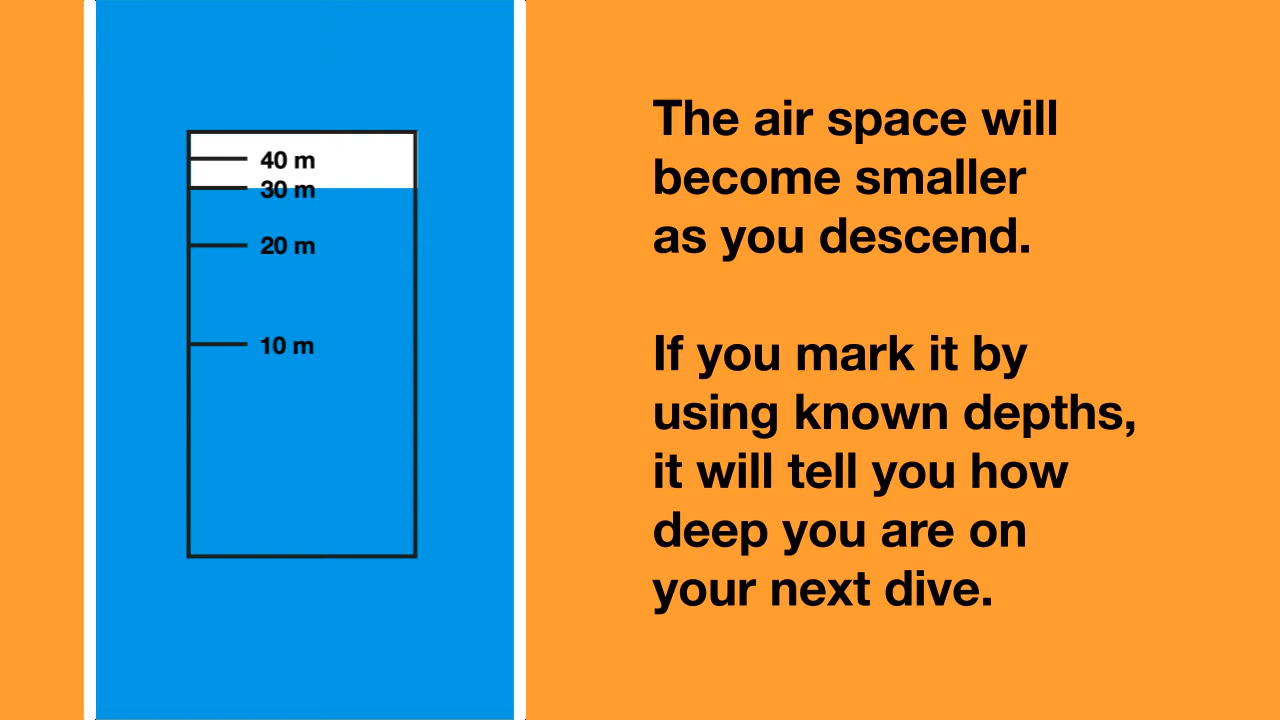 40 m
30 m
20 m
10 m
The air space will
become smaller
as you descend.
If you mark it by
using known depths,
it will tell you how
deep you are on
your next dive.